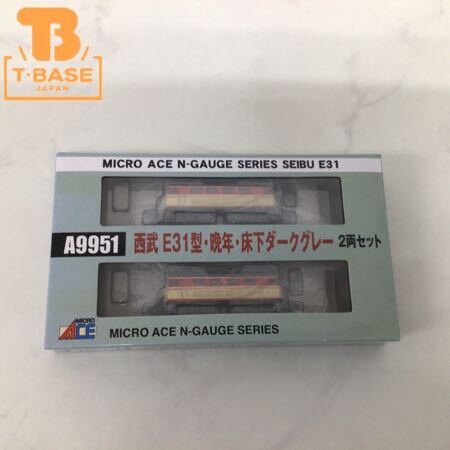 T-BASE
JAPAN
MICRO ACE N-GAUGE SERIES SEIBU E31
A9951 西武 E31型・晩年・床下ダークグレー 2両セット
MICRO
ACE
MICRO ACE N-GAUGE SERIES